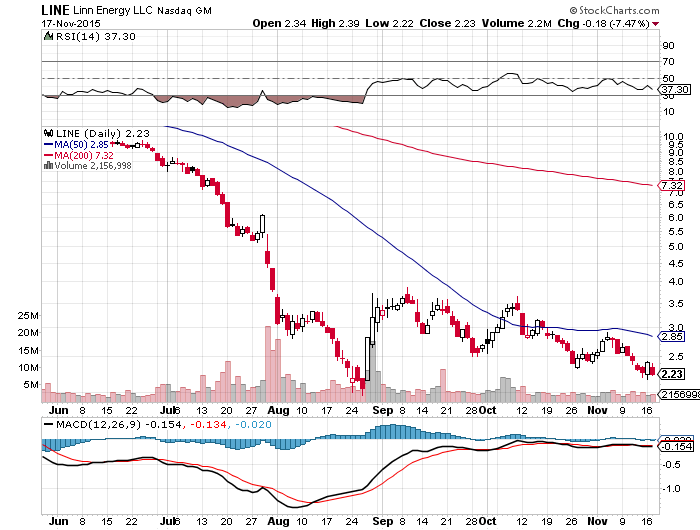 LINE Linn Energy LLC Nasdaq GM © StockCharts.com
17-Nov-2015 Open 2.34 High 2.39 Low 2.22 Close 2.23 Volume 2.2M Chg -0.18 (-7.47%)
RSI(14) 37.30
90
70
50
37.30
30
10
LINE (Daily) 2.23
MA(50) 2.85
MA(200) 7.32
Volume 2,156,998
10.0
9.5
9.0
8.5
8.0
7.5
7.32
7.0
6.5
6.0
5.5
5.0
4.5
4.0
3.5
3.0
2.85
2.5
2.23
2156998
25M
20M
15M
10M
5M
Jun 8 15 22 Jul 6 13 20 27 Aug 10 17 24 Sep 8 14 21 28 Oct 12 19 26 Nov 9 16
MACD(12,26,9) -0.154, -0.134, -0.020
-0.154
-0.5
-1.0
Jun 8 15 22 Jul 6 13 20 27 Aug 10 17 24 Sep 8 14 21 28 Oct 12 19 26 Nov 9 16